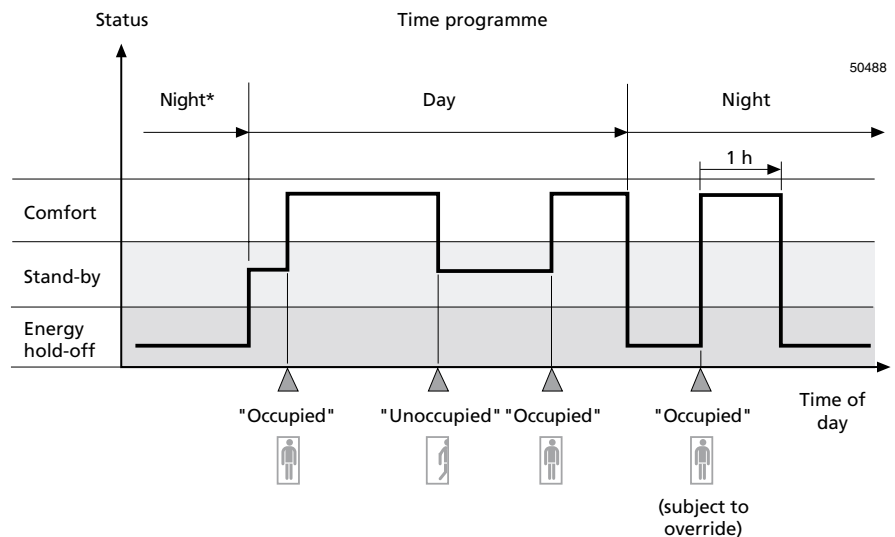 Status
Time programme
50488
Night*
Day
Night
1 h
Comfort
Stand-by
Energy
hold-off
"Occupied"
"Unoccupied"
"Occupied"
"Occupied"
Time of
day
(subject to
override)